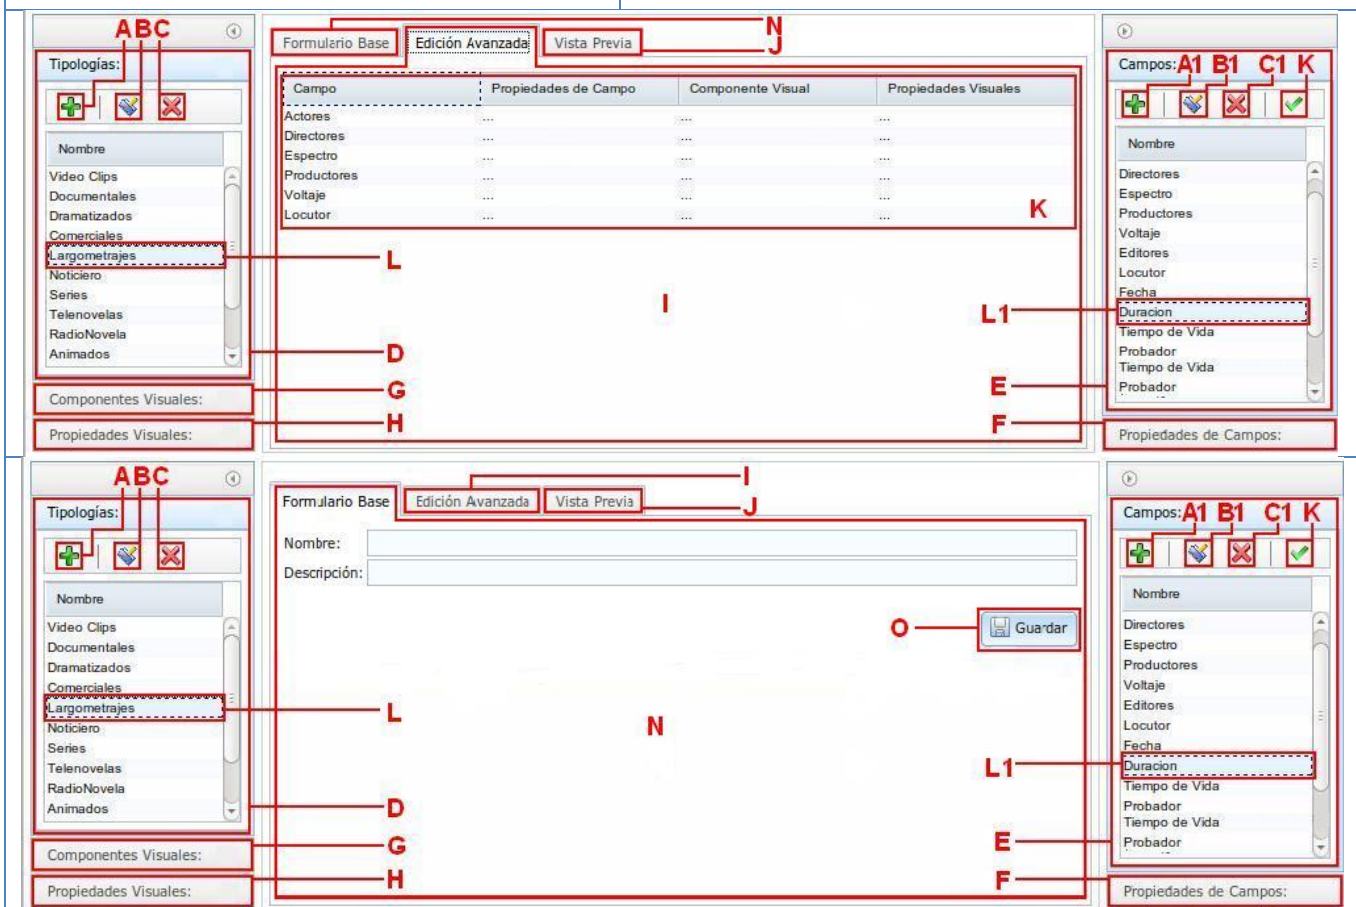 A B C
N
Formulario Base Edición Avanzada Vista Previa
J
Tipologías:
Campos: A1 B1 C1 K
Campo Propiedades de Campo Componente Visual Propiedades Visuales
Nombre
Nombre
Actores ... ... ...
Directores ... ... ...
Espectro ... ... ...
Productores ... ... ...
Voltaje ... ... ...
Locutor ... ... ...
K
Video Clips
Documentales
Dramatizados
Comerciales
Largometrajes
Noticiero
Series
Telenovelas
RadioNovela
Animados
L
I
D
G
H
Componentes Visuales:
Propiedades Visuales:
Directores
Espectro
Productores
Voltaje
Editores
Locutor
Fecha
Duracion
Tiempo de Vida
Probador
Tiempo de Vida
Probador
L1
E
F
Propiedades de Campos:
A B C
I
Formulario Base Edición Avanzada Vista Previa
J
Tipologías:
Campos: A1 B1 C1 K
Nombre:
Descripción:
O
Guardar
Nombre
Nombre
Video Clips
Documentales
Dramatizados
Comerciales
Largometrajes
Noticiero
Series
Telenovelas
RadioNovela
Animados
L
N
D
G
H
Componentes Visuales:
Propiedades Visuales:
Directores
Espectro
Productores
Voltaje
Editores
Locutor
Fecha
Duracion
Tiempo de Vida
Probador
Tiempo de Vida
Probador
L1
E
F
Propiedades de Campos: